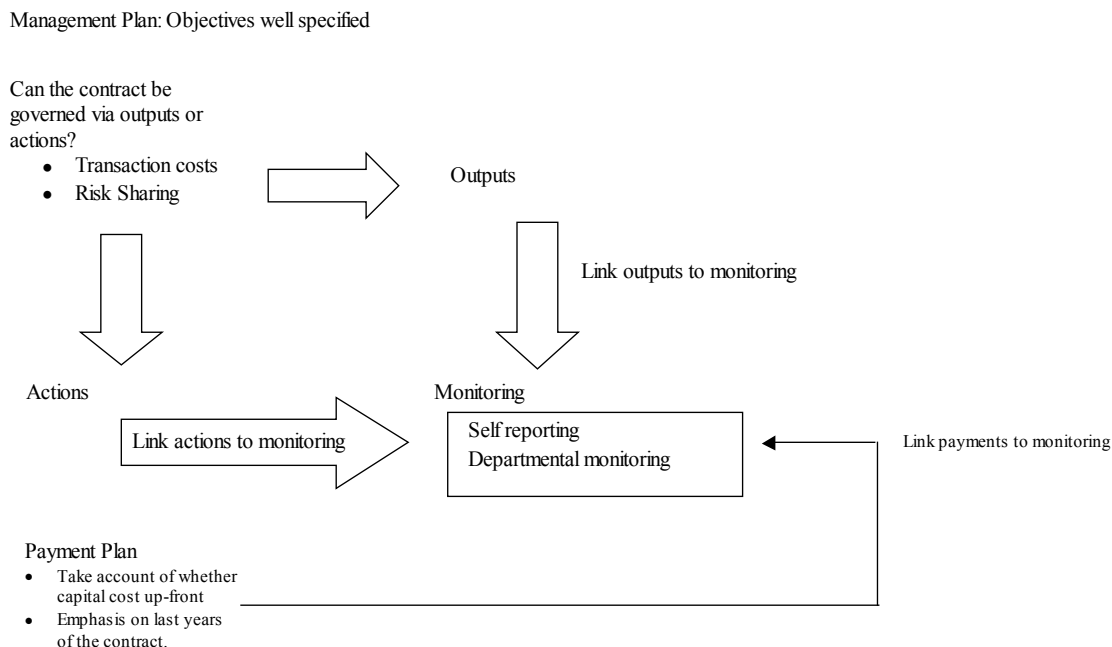 Management Plan: Objectives well specified
Can the contract be
governed via outputs or
actions?
• Transaction costs
• Risk Sharing
Outputs
Link outputs to monitoring
Actions
Monitoring
Link actions to monitoring
Self reporting
Departmental monitoring
Link payments to monitoring
Payment Plan
• Take account of whether
capital cost up-front
• Emphasis on last years
of the contract.